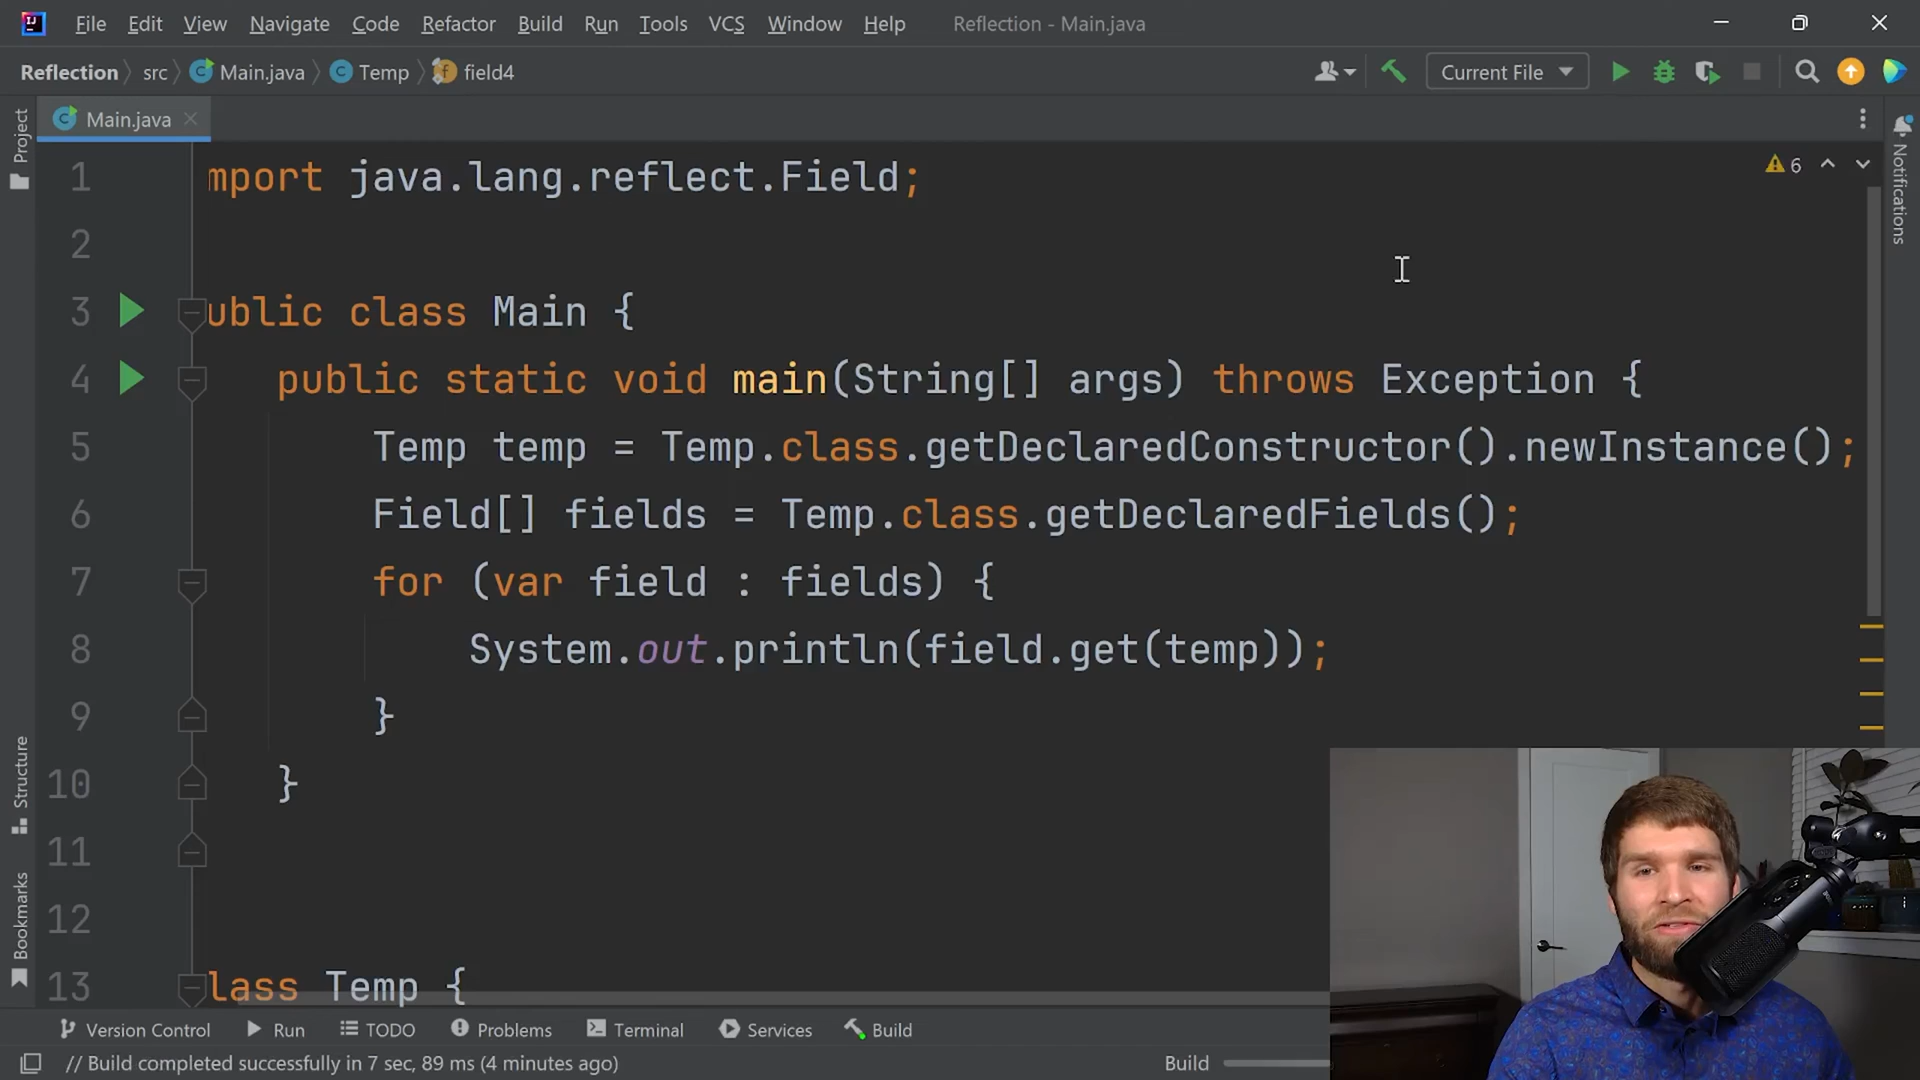 File Edit View Navigate Code Refactor Build Run Tools VCS Window Help Reflection - Main.java
Reflection src Main.java Temp field4 Current File
Project
Main.java
6
Notifications
1 mport java.lang.reflect.Field;
2
3 ublic class Main {
4 public static void main(String[] args) throws Exception {
5 Temp temp = Temp.class.getDeclaredConstructor().newInstance();
6 Field[] fields = Temp.class.getDeclaredFields();
7 for (var field : fields) {
8 System.out.println(field.get(temp));
9 }
10 }
11
12
13 lass Temp {
Structure
Bookmarks
Version Control Run TODO Problems Terminal Services Build
// Build completed successfully in 7 sec, 89 ms (4 minutes ago) Build